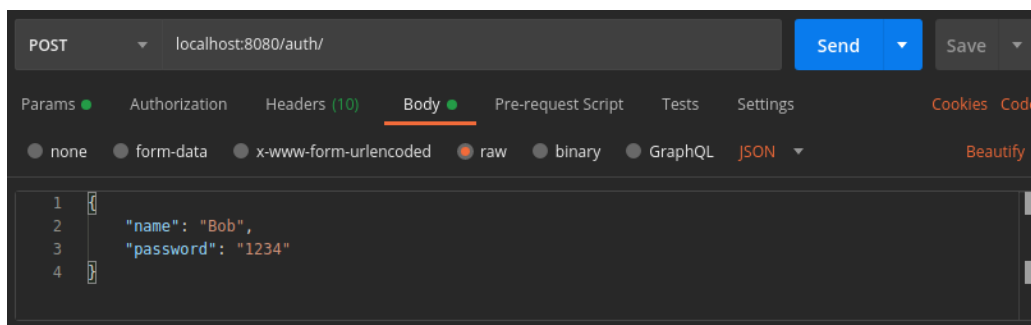 POST localhost:8080/auth/ Send Save
Params Authorization Headers (10) Body Pre-request Script Tests Settings Cookies
none form-data x-www-form-urlencoded raw binary GraphQL JSON Beautify
1 {
2 "name": "Bob",
3 "password": "1234"
4 }